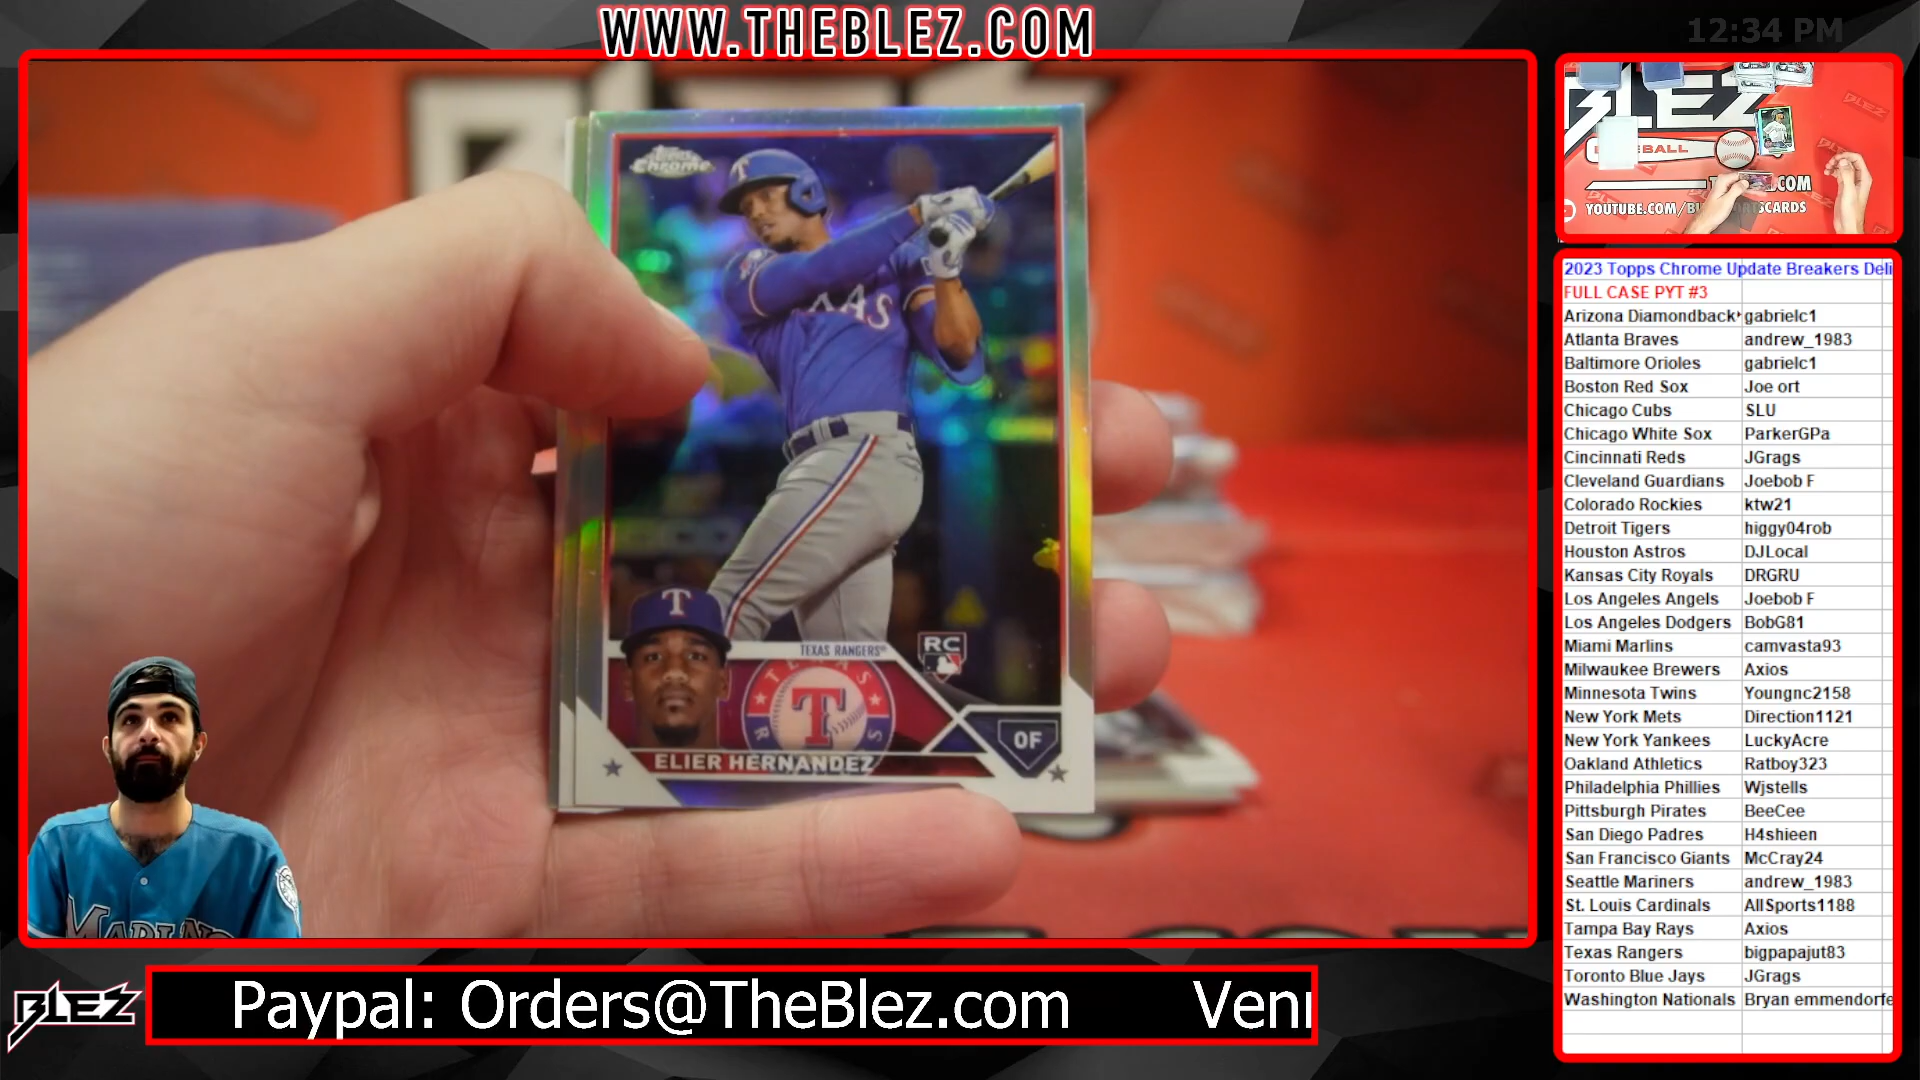 WWW.THEBLEZ.COM
12:34 PM
Topps
Chrome
T
T
TEXAS RANGERS®
RC
T
OF
ELIER HERNANDEZ
BLEZ
THEBLEZ
BLEZ
YOUTUBE.COM/
2023 Topps Chrome Update Breakers Deli
FULL CASE PYT #3
Arizona Diamondback gabrielc1
Atlanta Braves andrew_1983
Baltimore Orioles gabrielc1
Boston Red Sox Joe ort
Chicago Cubs SLU
Chicago White Sox ParkerGPa
Cincinnati Reds JGrags
Cleveland Guardians Joebob F
Colorado Rockies ktw21
Detroit Tigers higgy04rob
Houston Astros DJLocal
Kansas City Royals DRGRU
Los Angeles Angels Joebob F
Los Angeles Dodgers BobG81
Miami Marlins camvasta93
Milwaukee Brewers Axios
Minnesota Twins Youngnc2158
New York Mets Direction1121
New York Yankees LuckyAcre
Oakland Athletics Ratboy323
Philadelphia Phillies Wjstells
Pittsburgh Pirates BeeCee
San Diego Padres H4shieen
San Francisco Giants McCray24
Seattle Mariners andrew_1983
St. Louis Cardinals AllSports1188
Tampa Bay Rays Axios
Texas Rangers bigpapajut83
Toronto Blue Jays JGrags
Washington Nationals Bryan emmendorfe
BLEZ
Paypal: Orders@TheBlez.com